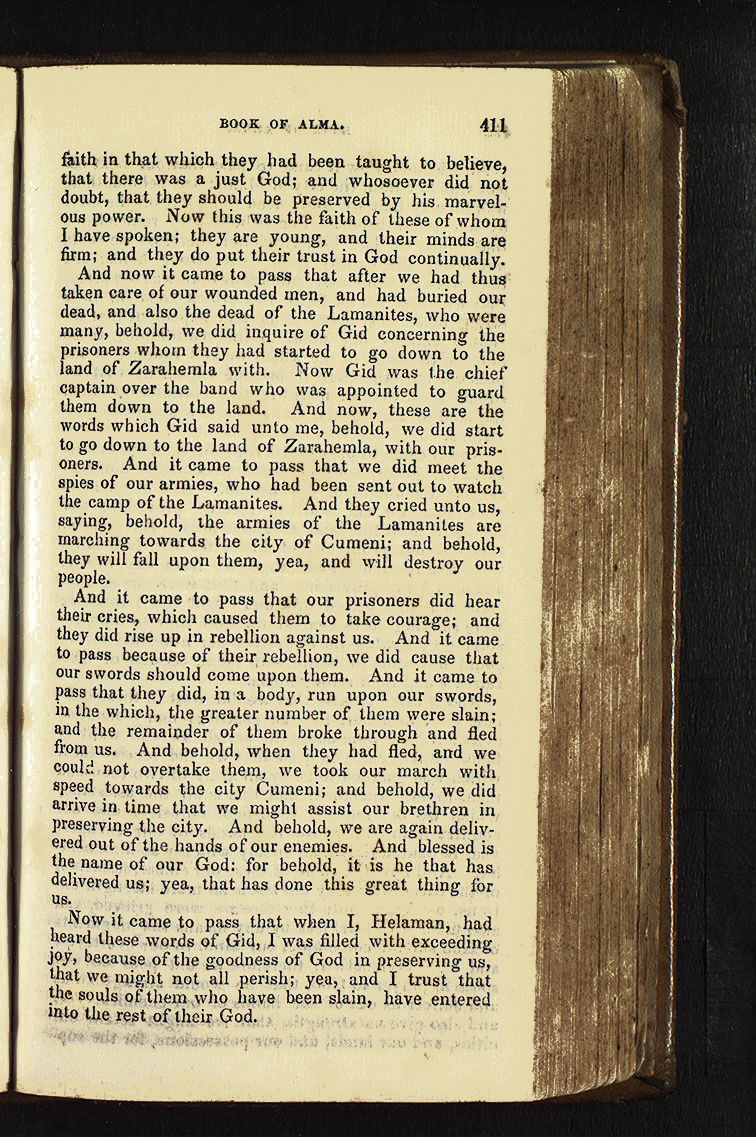 BOOK OF ALMA. 411
faith in that which they had been taught to believe,
that there was a just God; and whosoever did not
doubt, that they should be preserved by his marvel-
ous power. Now this was the faith of these of whom
I have spoken; they are young, and their minds are
firm; and they do put their trust in God continually.
And now it came to pass that after we had thus
taken care of our wounded men, and had buried our
dead, and also the dead of the Lamanites, who were
many, behold, we did inquire of Gid concerning the
prisoners whom they had started to go down to the
land of Zarahemla with. Now Gid was the chief
captain over the band who was appointed to guard
them down to the land. And now, these are the
words which Gid said unto me, behold, we did start
to go down to the land of Zarahemla, with our pris-
oners. And it came to pass that we did meet the
spies of our armies, who had been sent out to watch
the camp of the Lamanites. And they cried unto us,
saying, behold, the armies of the Lamanites are
marching towards the city of Cumeni; and behold,
they will fall upon them, yea, and will destroy our
people.
And it came to pass that our prisoners did hear
their cries, which caused them to take courage; and
they did rise up in rebellion against us. And it came
to pass because of their rebellion, we did cause that
our swords should come upon them. And it came to
pass that they did, in a body, run upon our swords,
in the which, the greater number of them were slain;
and the remainder of them broke through and fled
from us. And behold, when they had fled, and we
could not overtake them, we took our march with
speed towards the city Cumeni; and behold, we did
arrive in time that we might assist our brethren in
preserving the city. And behold, we are again deliv-
ered out of the hands of our enemies. And blessed is
the name of our God: for behold, it is he that has
delivered us; yea, that has done this great thing for
us.
Now it came to pass that when I, Helaman, had
heard these words of Gid, I was filled with exceeding
joy, because of the goodness of God in preserving us,
that we might not all perish; yea, and I trust that
the souls of them who have been slain, have entered
into the rest of their God.